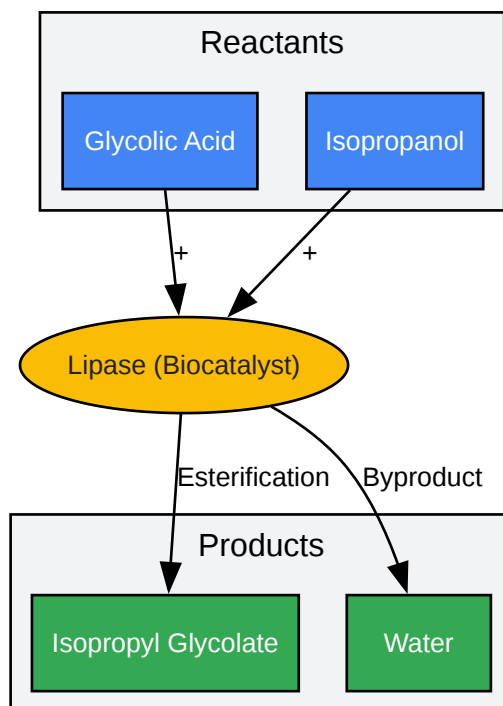 Reactants
Glycolic Acid
Isopropanol
+
+
Lipase (Biocatalyst)
Esterification
Byproduct
Products
Isopropyl Glycolate
Water